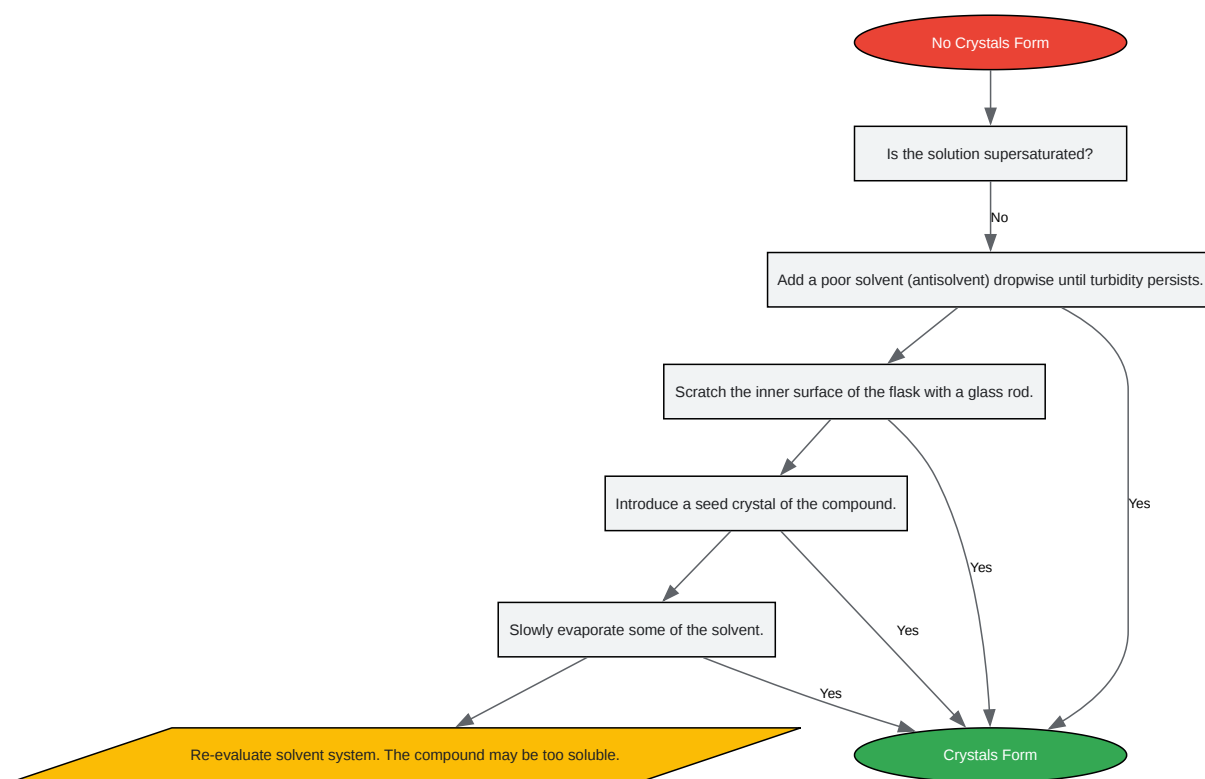 No Crystals Form
Is the solution supersaturated?
No
Add a poor solvent (antisolvent) dropwise until turbidity persists.
Scratch the inner surface of the flask with a glass rod.
Introduce a seed crystal of the compound.
Yes
Yes
Slowly evaporate some of the solvent.
Yes
Yes
Re-evaluate solvent system. The compound may be too soluble.
Crystals Form